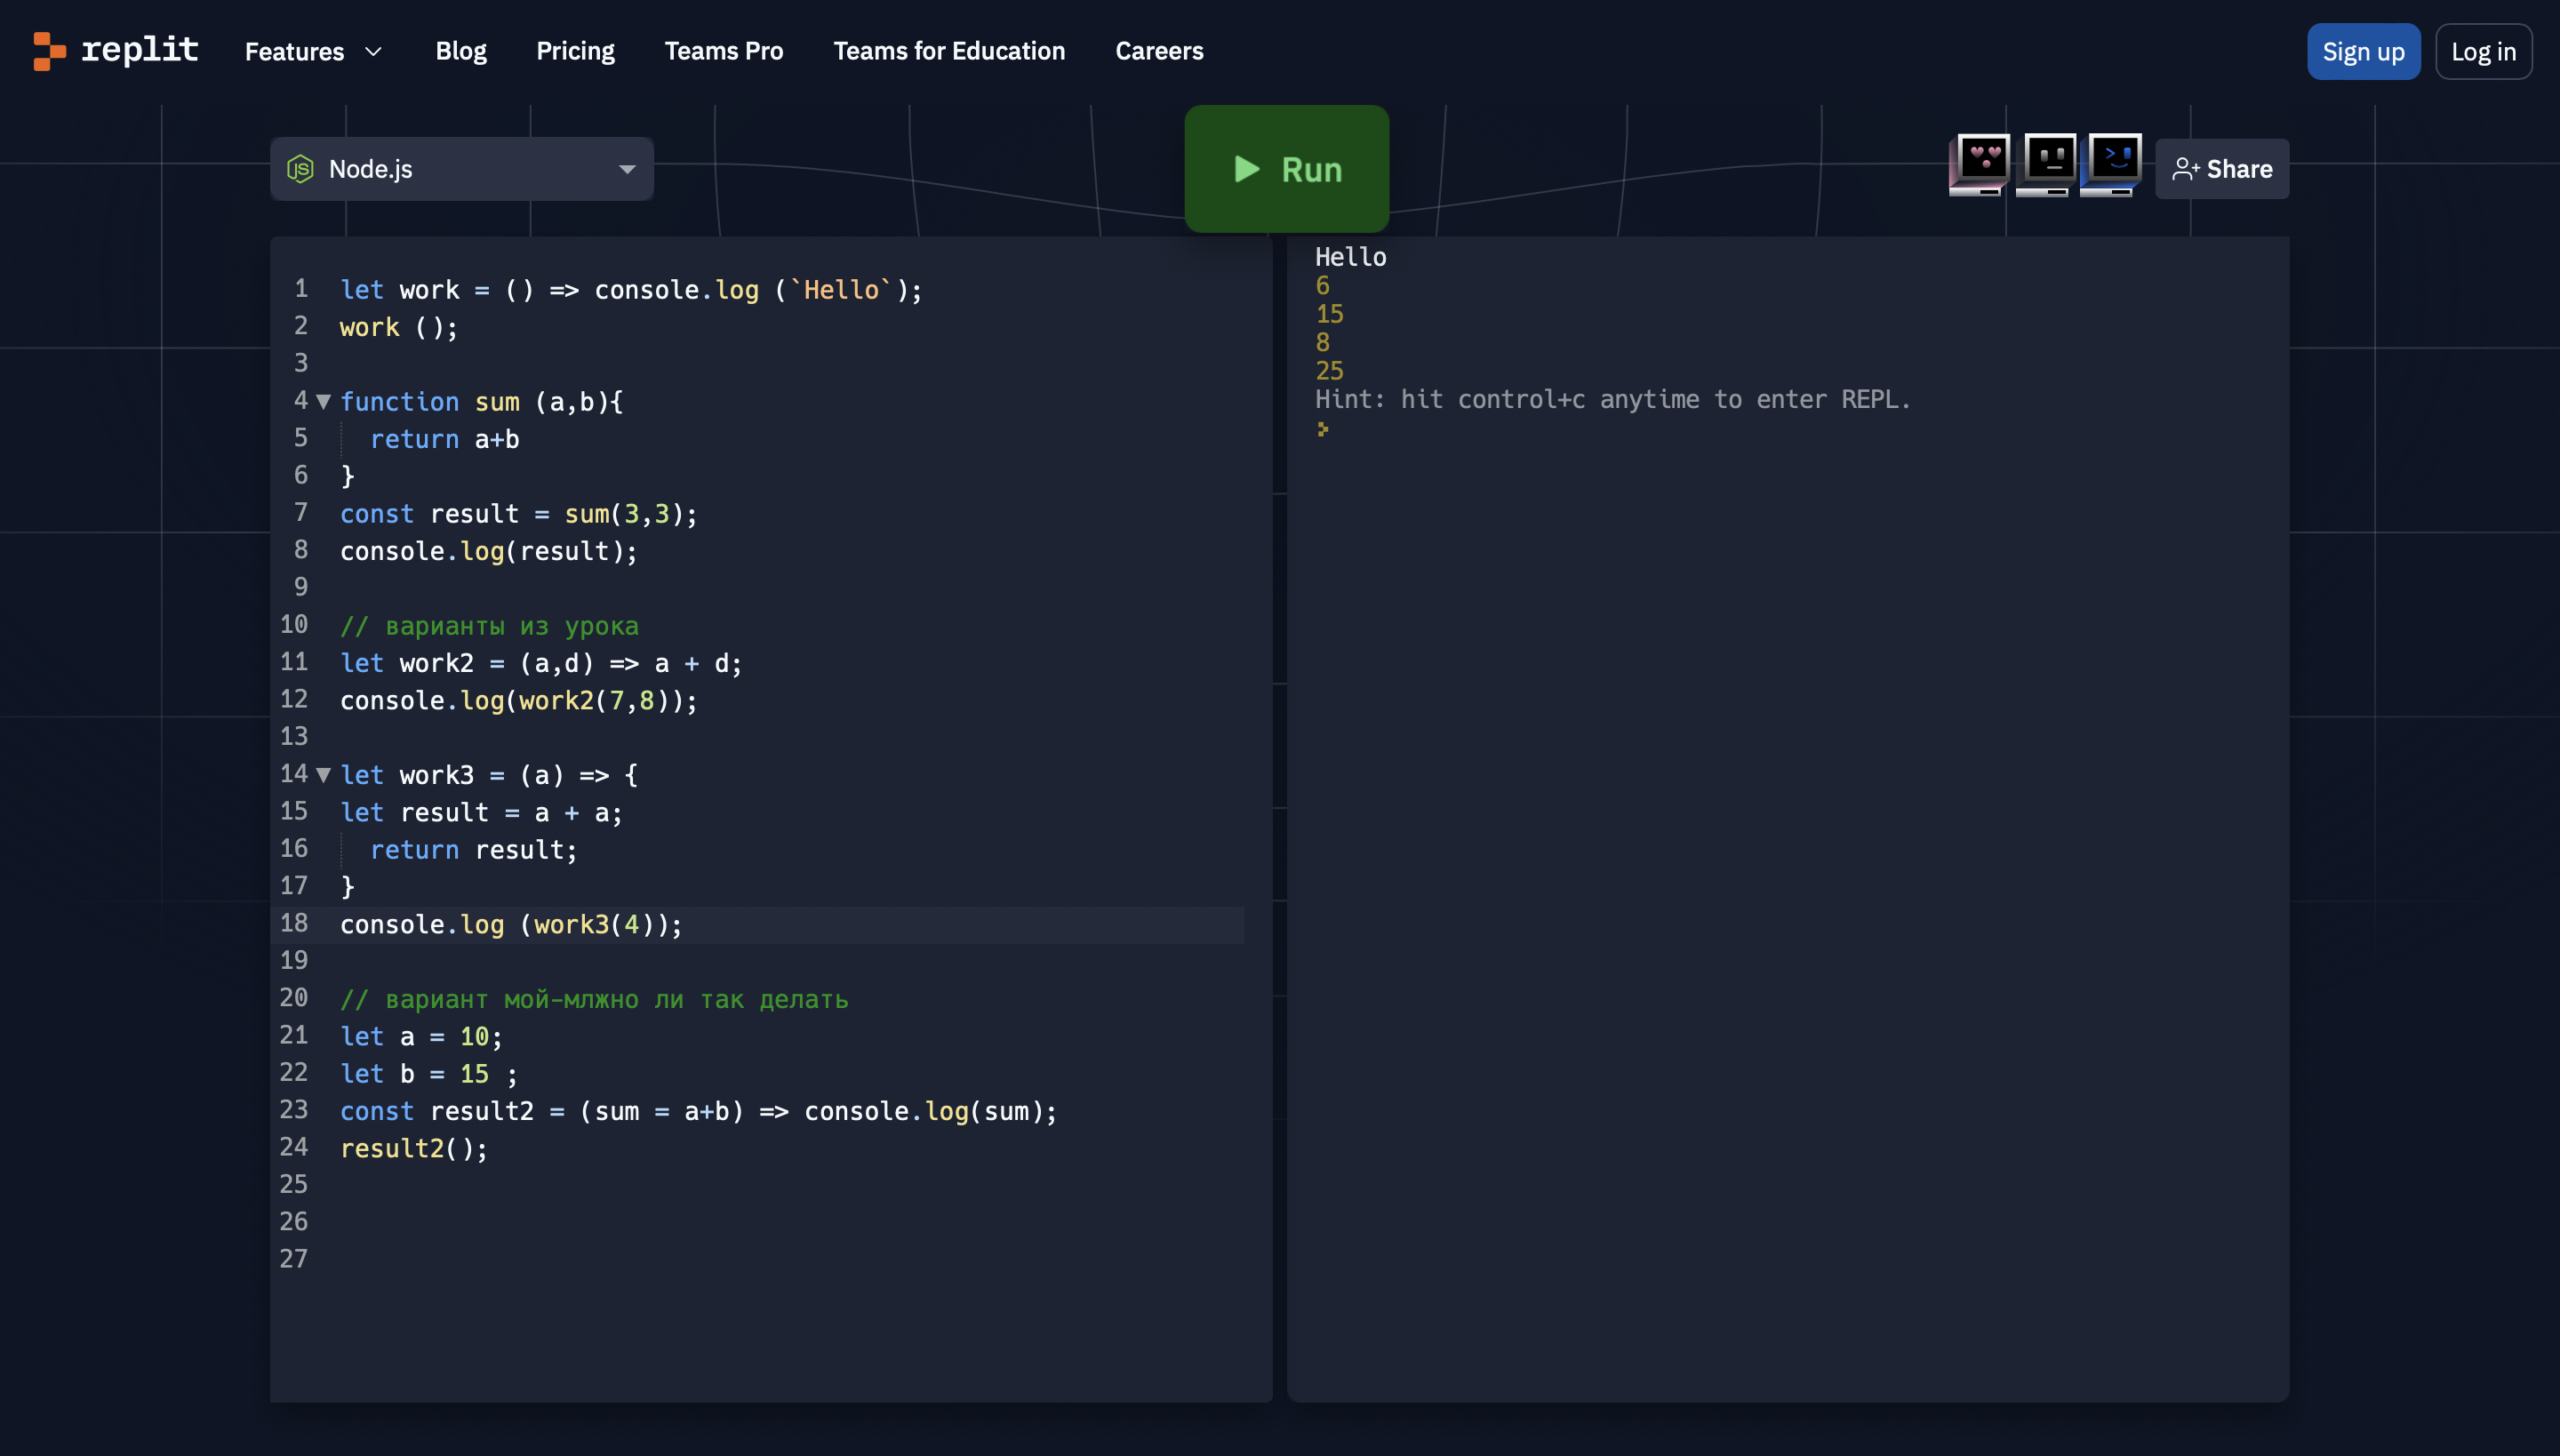 replit Features Blog Pricing Teams Pro Teams for Education Careers Sign up Log in
Node.js Run Share
1 let work = () => console.log (`Hello`);
2 work ();
3
4 function sum (a,b){
5 return a+b
6 }
7 const result = sum(3,3);
8 console.log(result);
9
10 // варианты из урока
11 let work2 = (a,d) => a + d;
12 console.log(work2(7,8));
13
14 let work3 = (a) => {
15 let result = a + a;
16 return result;
17 }
18 console.log (work3(4));
19
20 // вариант мой-млжно ли так делать
21 let a = 10;
22 let b = 15 ;
23 const result2 = (sum = a+b) => console.log(sum);
24 result2();
25
26
27
Hello
6
15
8
25
Hint: hit control+c anytime to enter REPL.